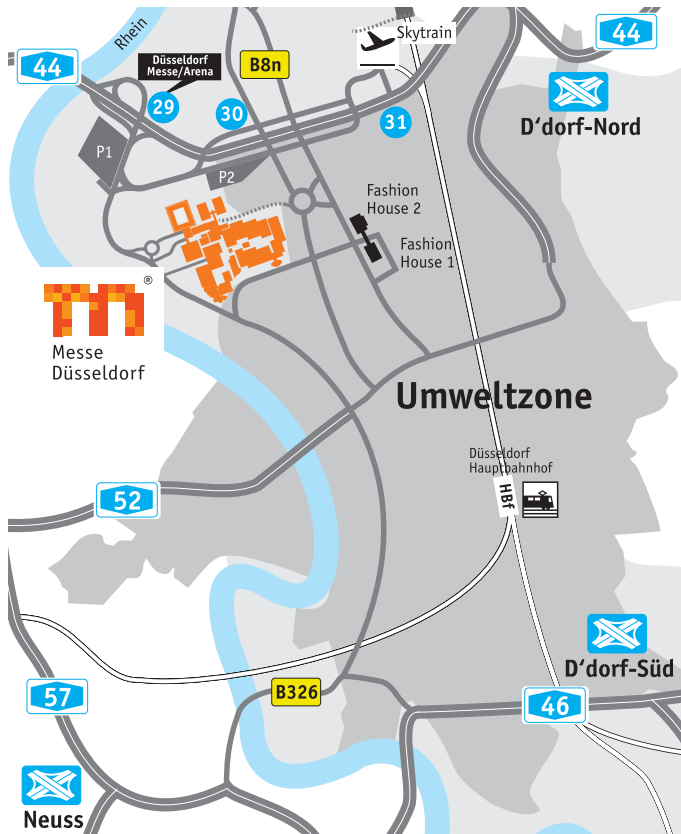 Rhein
Skytrain
44
Düsseldorf
Messe/Arena
B8n
44
29
30
31
D'dorf-Nord
P1
P2
Fashion
House 2
Fashion
House 1
®
Messe
Düsseldorf
Umweltzone
Düsseldorf
Hauptbahnhof
HBf
52
D'dorf-Süd
57
B326
46
Neuss